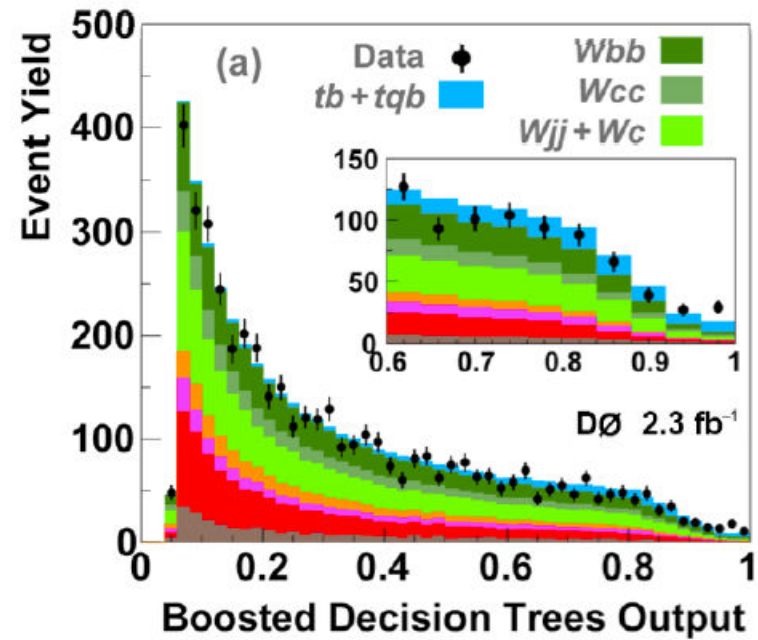 Event Yield
500
400
300
200
100
0
(a)
Data
tb + tqb
Wbb
Wcc
Wjj + Wc
150
100
50
0
0.6 0.7 0.8 0.9 1
DØ 2.3 fb⁻¹
0 0.2 0.4 0.6 0.8 1
Boosted Decision Trees Output